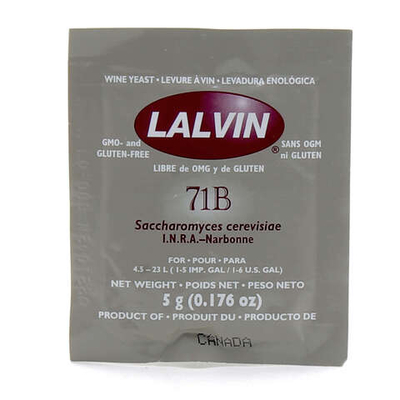 WINE YEAST • LEVURE À VIN • LEVADURA ENOLÓGICA
LALVIN®
GMO- and
GLUTEN-FREE
SANS OGM
ni GLUTEN
LIBRE de OMG y de GLUTEN
71B
Saccharomyces cerevisiae
I.N.R.A.–Narbonne
FOR • POUR • PARA
4.5 – 23 L ( 1-5 IMP. GAL / 1-6 U.S. GAL)
NET WEIGHT • POIDS NET • PESO NETO
5 g (0.176 oz)
PRODUCT OF • PRODUIT DU • PRODUCTO DE
CANADA